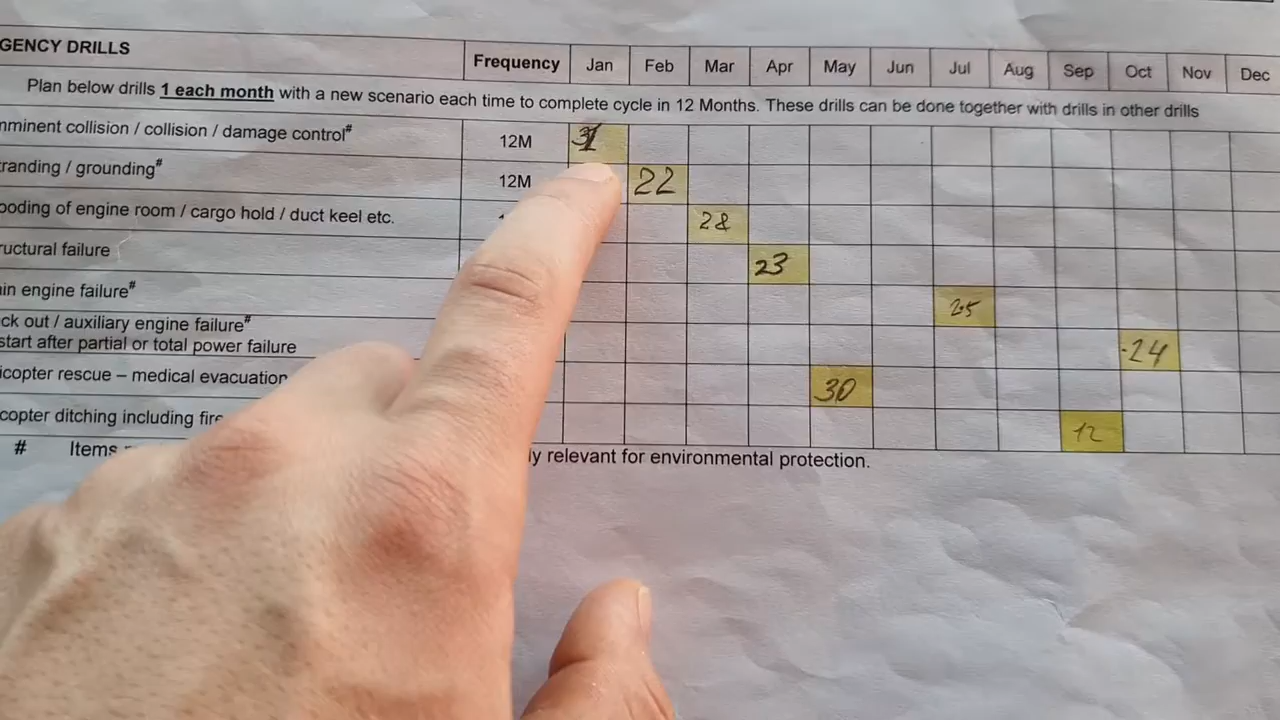 GENCY DRILLS Frequency Jan Feb Mar Apr May Jun Jul Aug Sep Oct Nov Dec
Plan below drills 1 each month with a new scenario each time to complete cycle in 12 Months. These drills can be done together with drills in other drills
mminent collision / collision / damage control# 12M 31
randing / grounding# 12M 22
ooding of engine room / cargo hold / duct keel etc. 28
ructural failure 23
in engine failure# 25
ck out / auxiliary engine failure#
start after partial or total power failure 24
icopter rescue – medical evacuation 30
copter ditching including fire 12
# Items ly relevant for environmental protection.